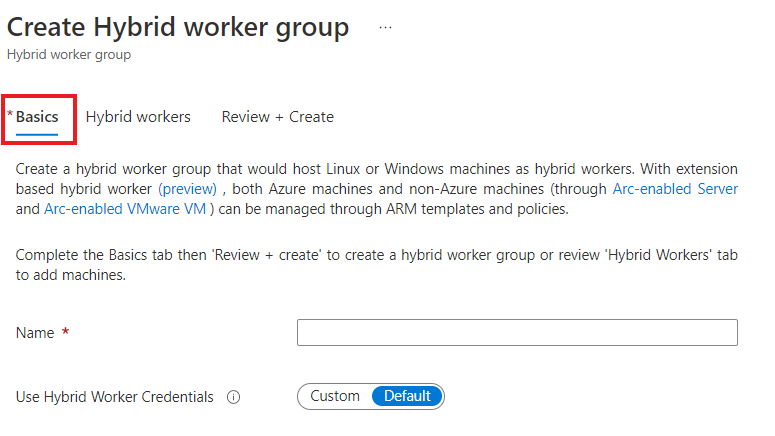 Create Hybrid worker group ...
Hybrid worker group
* Basics Hybrid workers Review + Create
Create a hybrid worker group that would host Linux or Windows machines as hybrid workers. With extension
based hybrid worker (preview) , both Azure machines and non-Azure machines (through Arc-enabled Server
and Arc-enabled VMware VM ) can be managed through ARM templates and policies.
Complete the Basics tab then 'Review + create' to create a hybrid worker group or review 'Hybrid Workers' tab
to add machines.
Name *
Use Hybrid Worker Credentials i Custom Default